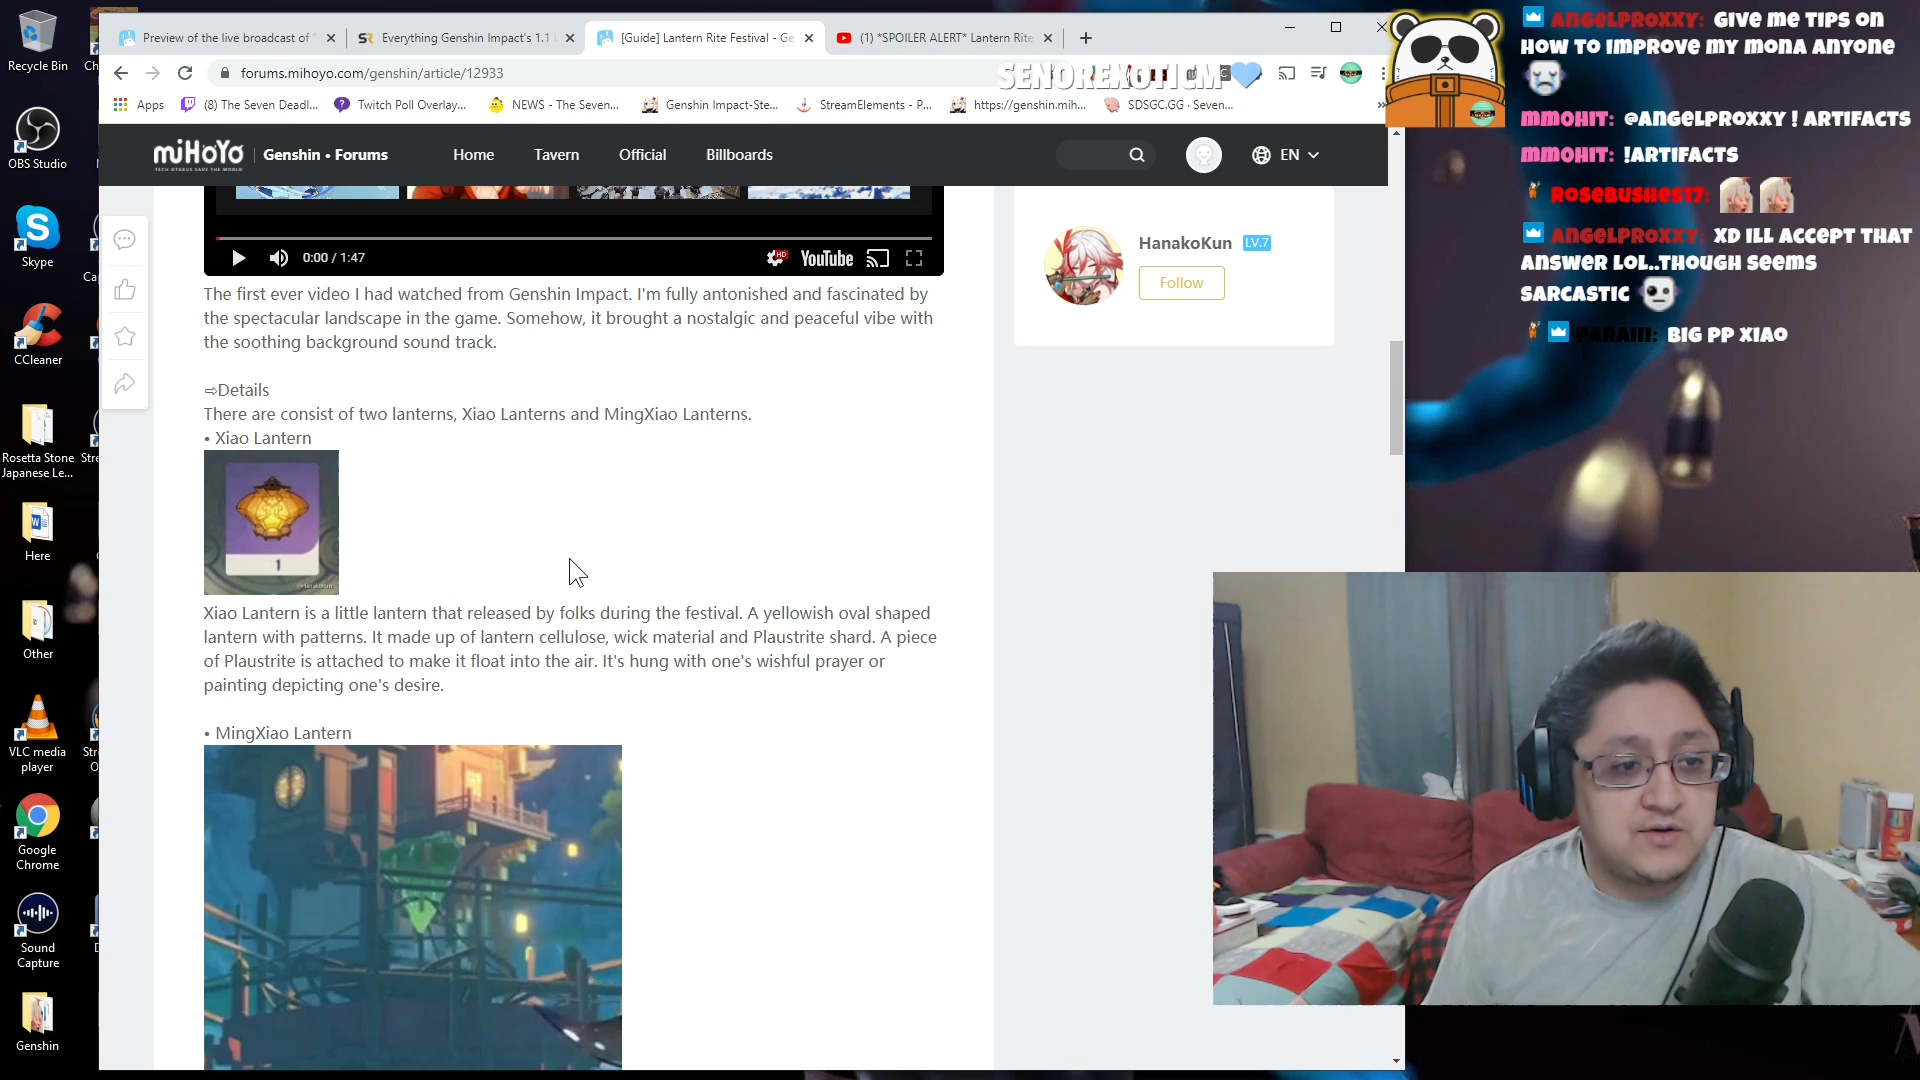 Recycle Bin
OBS Studio
Skype
CCleaner
Rosetta Stone
Japanese Le...
Here
Other
VLC media
player
Google
Chrome
Sound
Capture
Genshin
Preview of the live broadcast of "
Everything Genshin Impact's 1.1
[Guide] Lantern Rite Festival - Ge
(1) *SPOILER ALERT* Lantern Rite
forums.mihoyo.com/genshin/article/12933
SENOREXOTICM
Apps
(8) The Seven Deadl...
Twitch Poll Overlay...
NEWS - The Seven...
Genshin Impact-Ste...
StreamElements - P...
https://genshin.mih...
SDSGC.GG · Seven...
miHoYo
TECH OTAKUS SAVE THE WORLD
Genshin • Forums
Home
Tavern
Official
Billboards
EN
0:00 / 1:47
HD
YouTube
HanakoKun
LV.7
Follow
The first ever video I had watched from Genshin Impact. I'm fully antonished and fascinated by
the spectacular landscape in the game. Somehow, it brought a nostalgic and peaceful vibe with
the soothing background sound track.
⇨Details
There are consist of two lanterns, Xiao Lanterns and MingXiao Lanterns.
• Xiao Lantern
1
Xiao Lantern is a little lantern that released by folks during the festival. A yellowish oval shaped
lantern with patterns. It made up of lantern cellulose, wick material and Plaustrite shard. A piece
of Plaustrite is attached to make it float into the air. It's hung with one's wishful prayer or
painting depicting one's desire.
• MingXiao Lantern
ANGELPROXXY: GIVE ME TIPS ON
HOW TO IMPROVE MY MONA ANYONE
MMOHIT: @ANGELPROXXY ! ARTIFACTS
MMOHIT: !ARTIFACTS
ROSEBUSHES17:
ANGELPROXXY: XD ILL ACCEPT THAT
ANSWER LOL..THOUGH SEEMS
SARCASTIC
PARAIII: BIG PP XIAO